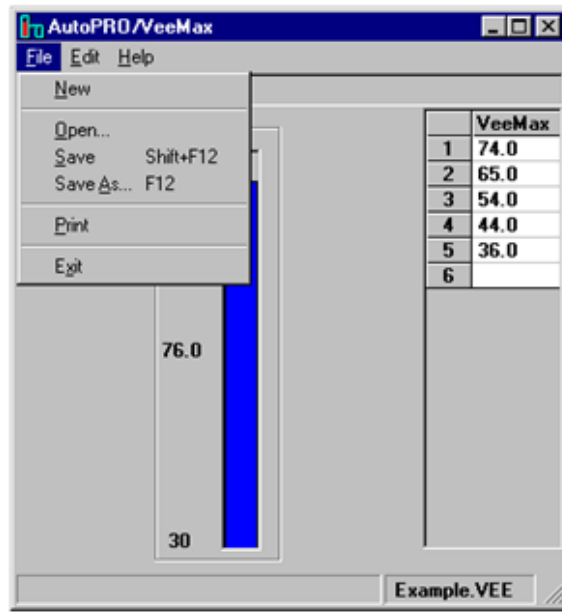 AutoPRO/VeeMax
File Edit Help
New
Open...
Save Shift+F12
Save As... F12
Print
Exit
VeeMax
1 74.0
2 65.0
3 54.0
4 44.0
5 36.0
6
76.0
30
Example.VEE